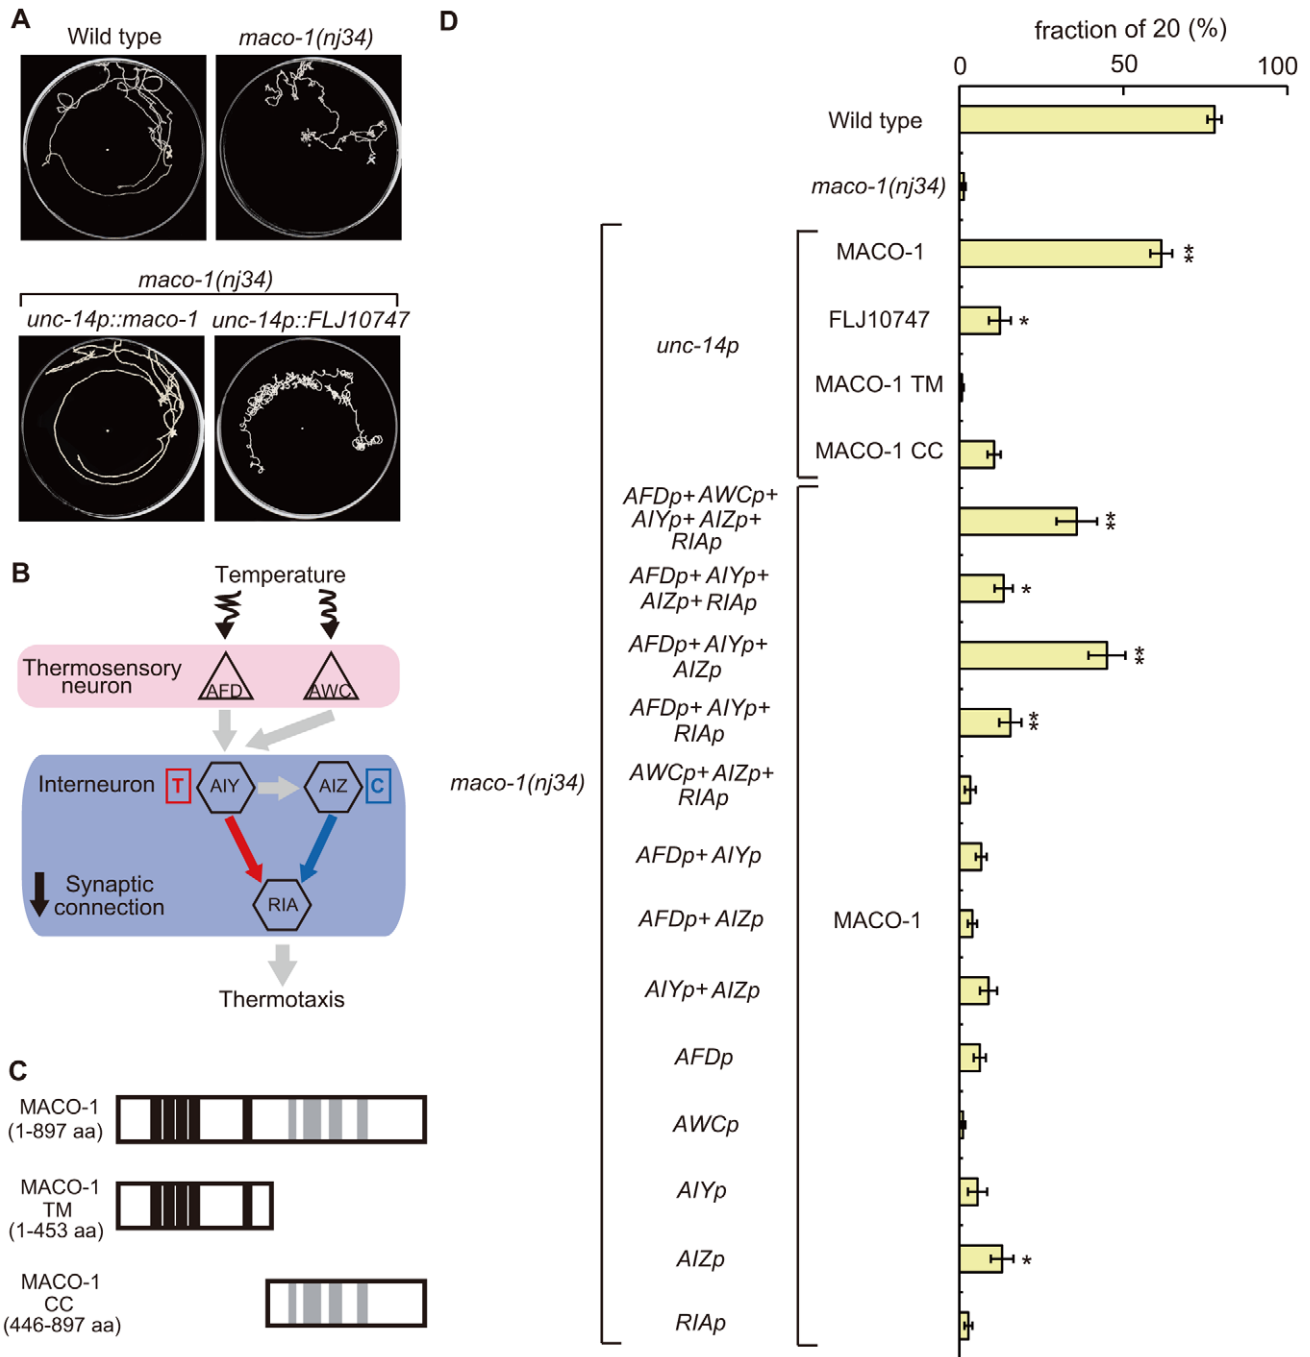 A
Wild type
maco-1(nj34)
maco-1(nj34)
unc-14p::maco-1
unc-14p::FLJ10747
B
Temperature
Thermosensory
neuron
AFD
AWC
Interneuron
T
AIY
AIZ
C
Synaptic
connection
RIA
Thermotaxis
C
MACO-1
(1-897 aa)
MACO-1
TM
(1-453 aa)
MACO-1
CC
(446-897 aa)
D
fraction of 20 (%)
0
50
100
Wild type
maco-1(nj34)
maco-1(nj34)
unc-14p
MACO-1
**
FLJ10747
*
MACO-1 TM
MACO-1 CC
AFDp+AWCp+
AIYp+AIZp+
RIAp
**
AFDp+AIYp+
AIZp+RIAp
*
AFDp+AIYp+
AIZp
**
AFDp+AIYp+
RIAp
**
AWCp+AIZp+
RIAp
AFDp+AIYp
AFDp+AIZp
MACO-1
AIYp+AIZp
AFDp
AWCp
AIYp
AIZp
*
RIAp